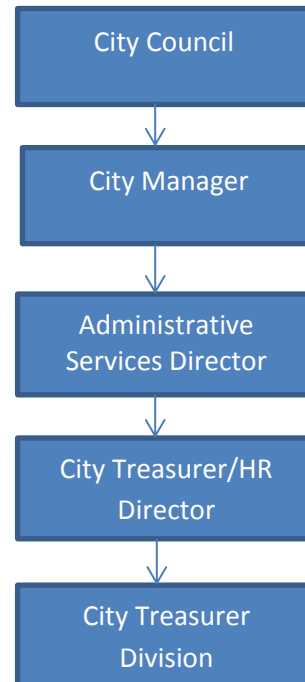 City Council
City Manager
Administrative
Services Director
City Treasurer/HR
Director
City Treasurer
Division